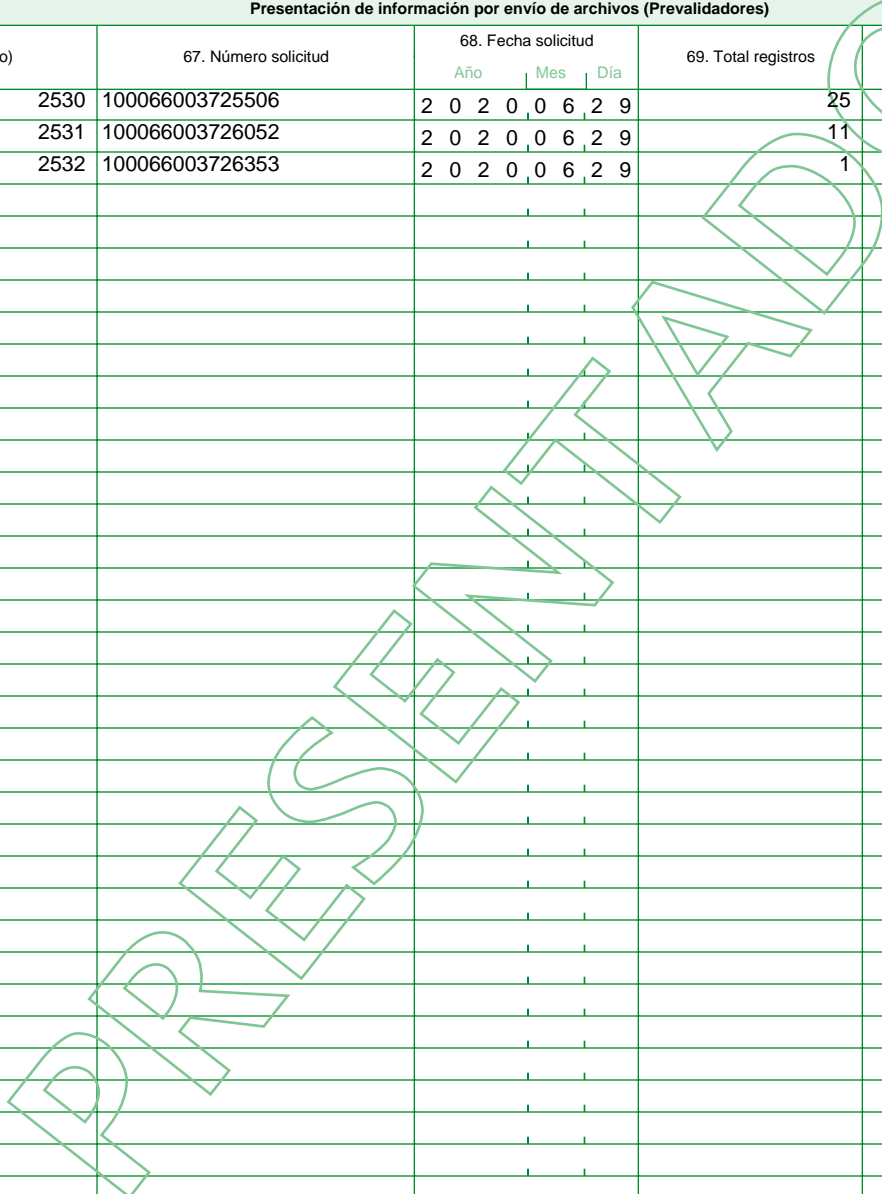 Presentación de información por envío de archivos (Prevalidadores)
o) 67. Número solicitud 68. Fecha solicitud 69. Total registros
Año Mes Día
2530 100066003725506 2 0 2 0 0 6 2 9 25
2531 100066003726052 2 0 2 0 0 6 2 9 11
2532 100066003726353 2 0 2 0 0 6 2 9 1
PRESENTADO